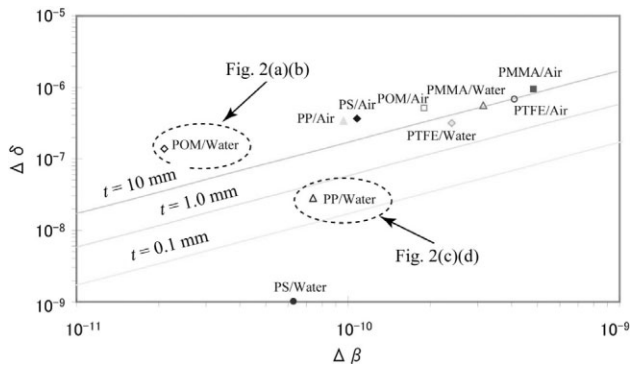 Fig. 2(a)(b)
10⁻⁵
10⁻⁶
10⁻⁷
10⁻⁸
10⁻⁹
Δ δ
PMMA/Air
PMMA/Water
POM/Air
PS/Air
PP/Air
PTFE/Air
PTFE/Water
POM/Water
t = 10 mm
t = 1.0 mm
t = 0.1 mm
PP/Water
Fig. 2(c)(d)
PS/Water
10⁻¹¹
10⁻¹⁰
10⁻⁹
Δ β